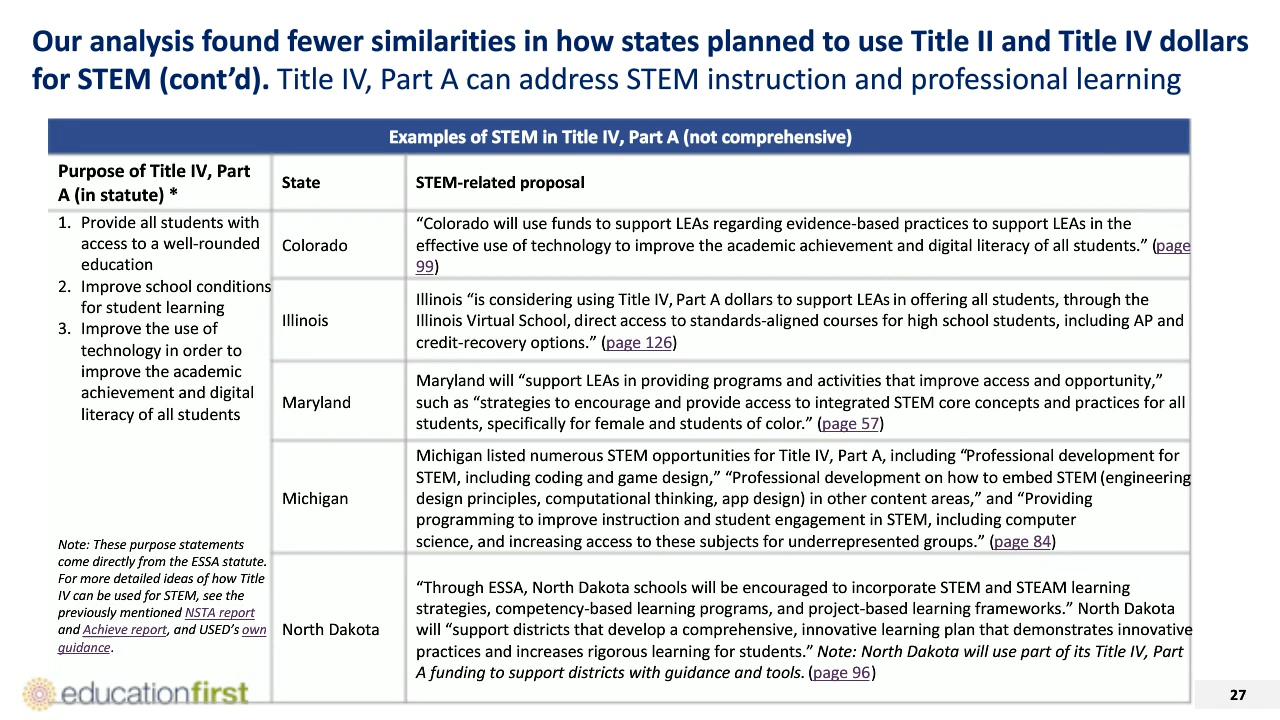 Our analysis found fewer similarities in how states planned to use Title II and Title IV dollars
for STEM (cont’d). Title IV, Part A can address STEM instruction and professional learning
Examples of STEM in Title IV, Part A (not comprehensive)
Purpose of Title IV, Part
A (in statute) *
State
STEM-related proposal
1. Provide all students with
access to a well-rounded
education
2. Improve school conditions
for student learning
3. Improve the use of
technology in order to
improve the academic
achievement and digital
literacy of all students
Note: These purpose statements
come directly from the ESSA statute.
For more detailed ideas of how Title
IV can be used for STEM, see the
previously mentioned NSTA report
and Achieve report, and USED’s own
guidance.
Colorado
“Colorado will use funds to support LEAs regarding evidence-based practices to support LEAs in the
effective use of technology to improve the academic achievement and digital literacy of all students.” (page
99)
Illinois
Illinois “is considering using Title IV, Part A dollars to support LEAs in offering all students, through the
Illinois Virtual School, direct access to standards-aligned courses for high school students, including AP and
credit-recovery options.” (page 126)
Maryland
Maryland will “support LEAs in providing programs and activities that improve access and opportunity,”
such as “strategies to encourage and provide access to integrated STEM core concepts and practices for all
students, specifically for female and students of color.” (page 57)
Michigan
Michigan listed numerous STEM opportunities for Title IV, Part A, including “Professional development for
STEM, including coding and game design,” “Professional development on how to embed STEM (engineering
design principles, computational thinking, app design) in other content areas,” and “Providing
programming to improve instruction and student engagement in STEM, including computer
science, and increasing access to these subjects for underrepresented groups.” (page 84)
North Dakota
“Through ESSA, North Dakota schools will be encouraged to incorporate STEM and STEAM learning
strategies, competency-based learning programs, and project-based learning frameworks.” North Dakota
will “support districts that develop a comprehensive, innovative learning plan that demonstrates innovative
practices and increases rigorous learning for students.” Note: North Dakota will use part of its Title IV, Part
A funding to support districts with guidance and tools. (page 96)
educationfirst
27